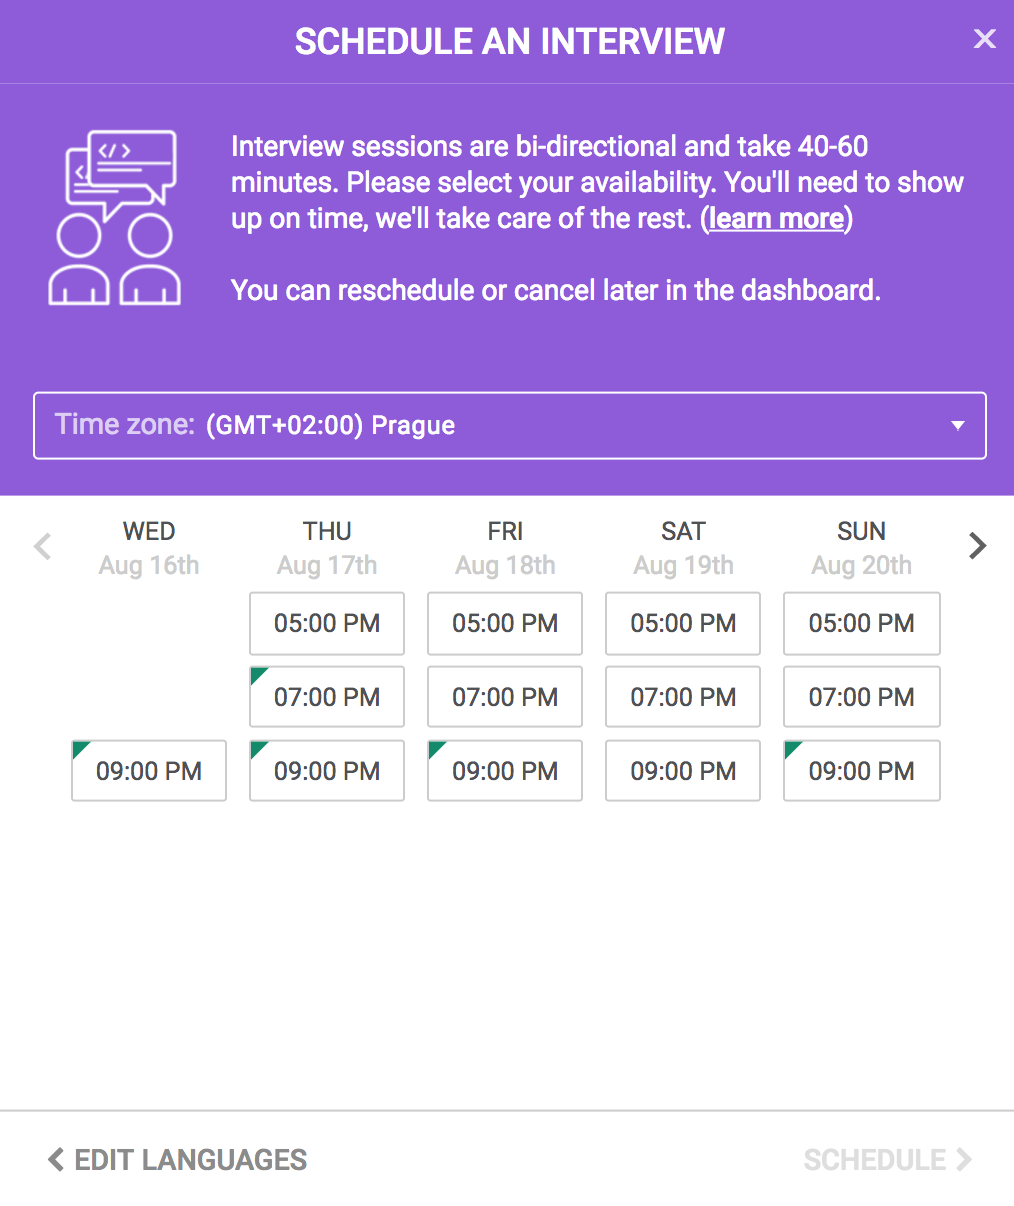 SCHEDULE AN INTERVIEW
</>
Interview sessions are bi-directional and take 40-60
minutes. Please select your availability. You'll need to show
up on time, we'll take care of the rest. (learn more)
You can reschedule or cancel later in the dashboard.
Time zone: (GMT+02:00) Prague
WED THU FRI SAT SUN
Aug 16th Aug 17th Aug 18th Aug 19th Aug 20th
05:00 PM 05:00 PM 05:00 PM 05:00 PM
07:00 PM 07:00 PM 07:00 PM 07:00 PM
09:00 PM 09:00 PM 09:00 PM 09:00 PM 09:00 PM
EDIT LANGUAGES SCHEDULE